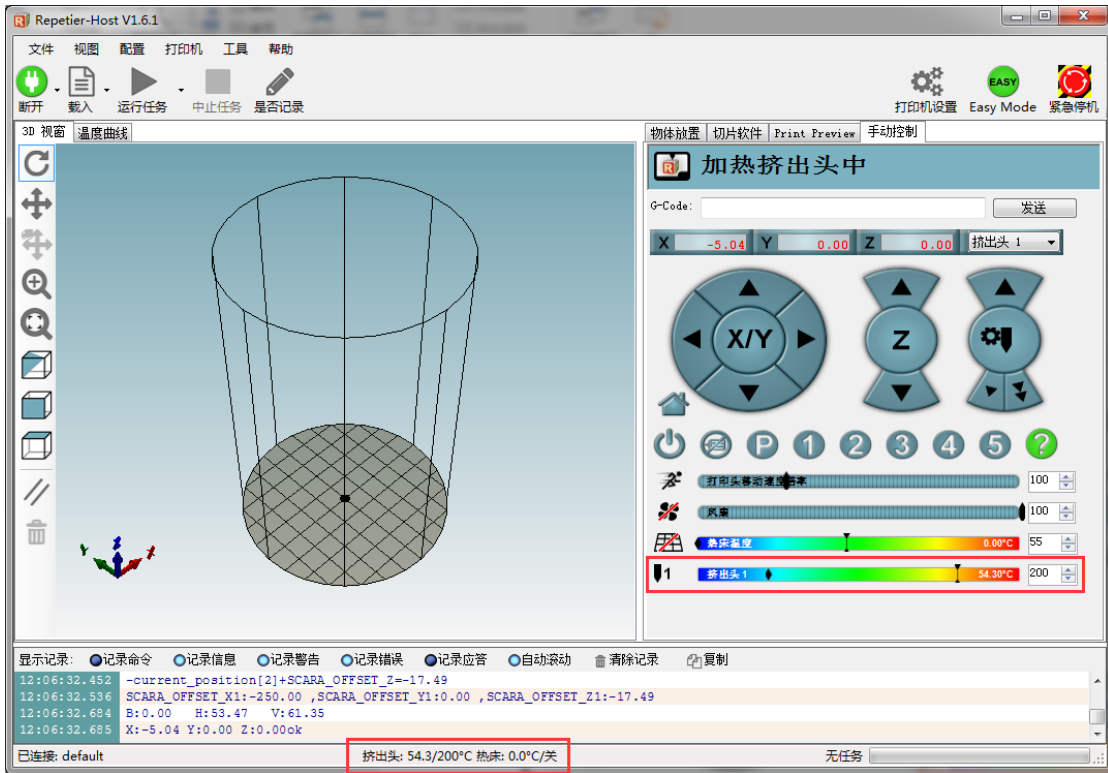 Repetier-Host V1.6.1
文件 视图 配置 打印机 工具 帮助
断开 载入 运行任务 中止任务 是否记录 打印机设置 EASY Easy Mode 紧急停机
3D 视窗 温度曲线
物体放置 切片软件 Print Preview 手动控制
加热挤出头中
G-Code: 发送
X -5.04 Y 0.00 Z 0.00 挤出头 1
X/Y Z
P 1 2 3 4 5 ?
打印头移动速度倍率 100
风扇 100
热床温度 0.00°C 55
1 挤出头 1 54.30°C 200
Y Z X
显示记录: 记录命令 记录信息 记录警告 记录错误 记录应答 自动滚动 清除记录 复制
12:06:32.452 -current_position[2]+SCARA_OFFSET_Z=-17.49
12:06:32.536 SCARA_OFFSET_X1:-250.00 ,SCARA_OFFSET_Y1:0.00 ,SCARA_OFFSET_Z1:-17.49
12:06:32.684 B:0.00 H:53.47 V:61.35
12:06:32.685 X:-5.04 Y:0.00 Z:0.00ok
已连接: default 挤出头: 54.3/200°C 热床: 0.0°C/关 无任务